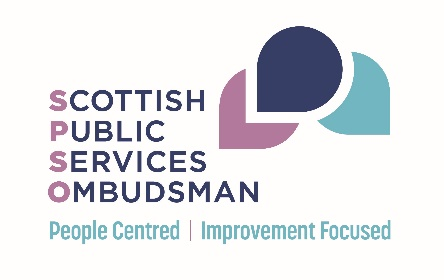 SCOTTISH
PUBLIC
SERVICES
OMBUDSMAN
People Centred | Improvement Focused